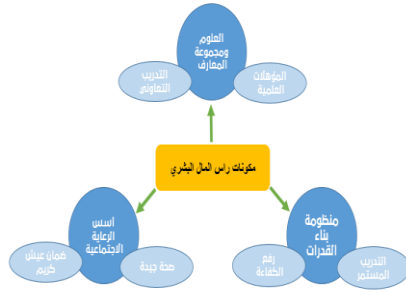 العلوم
ومجموعة
المعارف
المؤهلات
العلمية
التدريب
التعاوني
مكونات راس المال البشري
منظومة
بناء
القدرات
رفع
الكفاءة
التدريب
المستمر
اسس
الرعاية
الاجتماعية
صحة جيدة
ضمان عيش
كريم